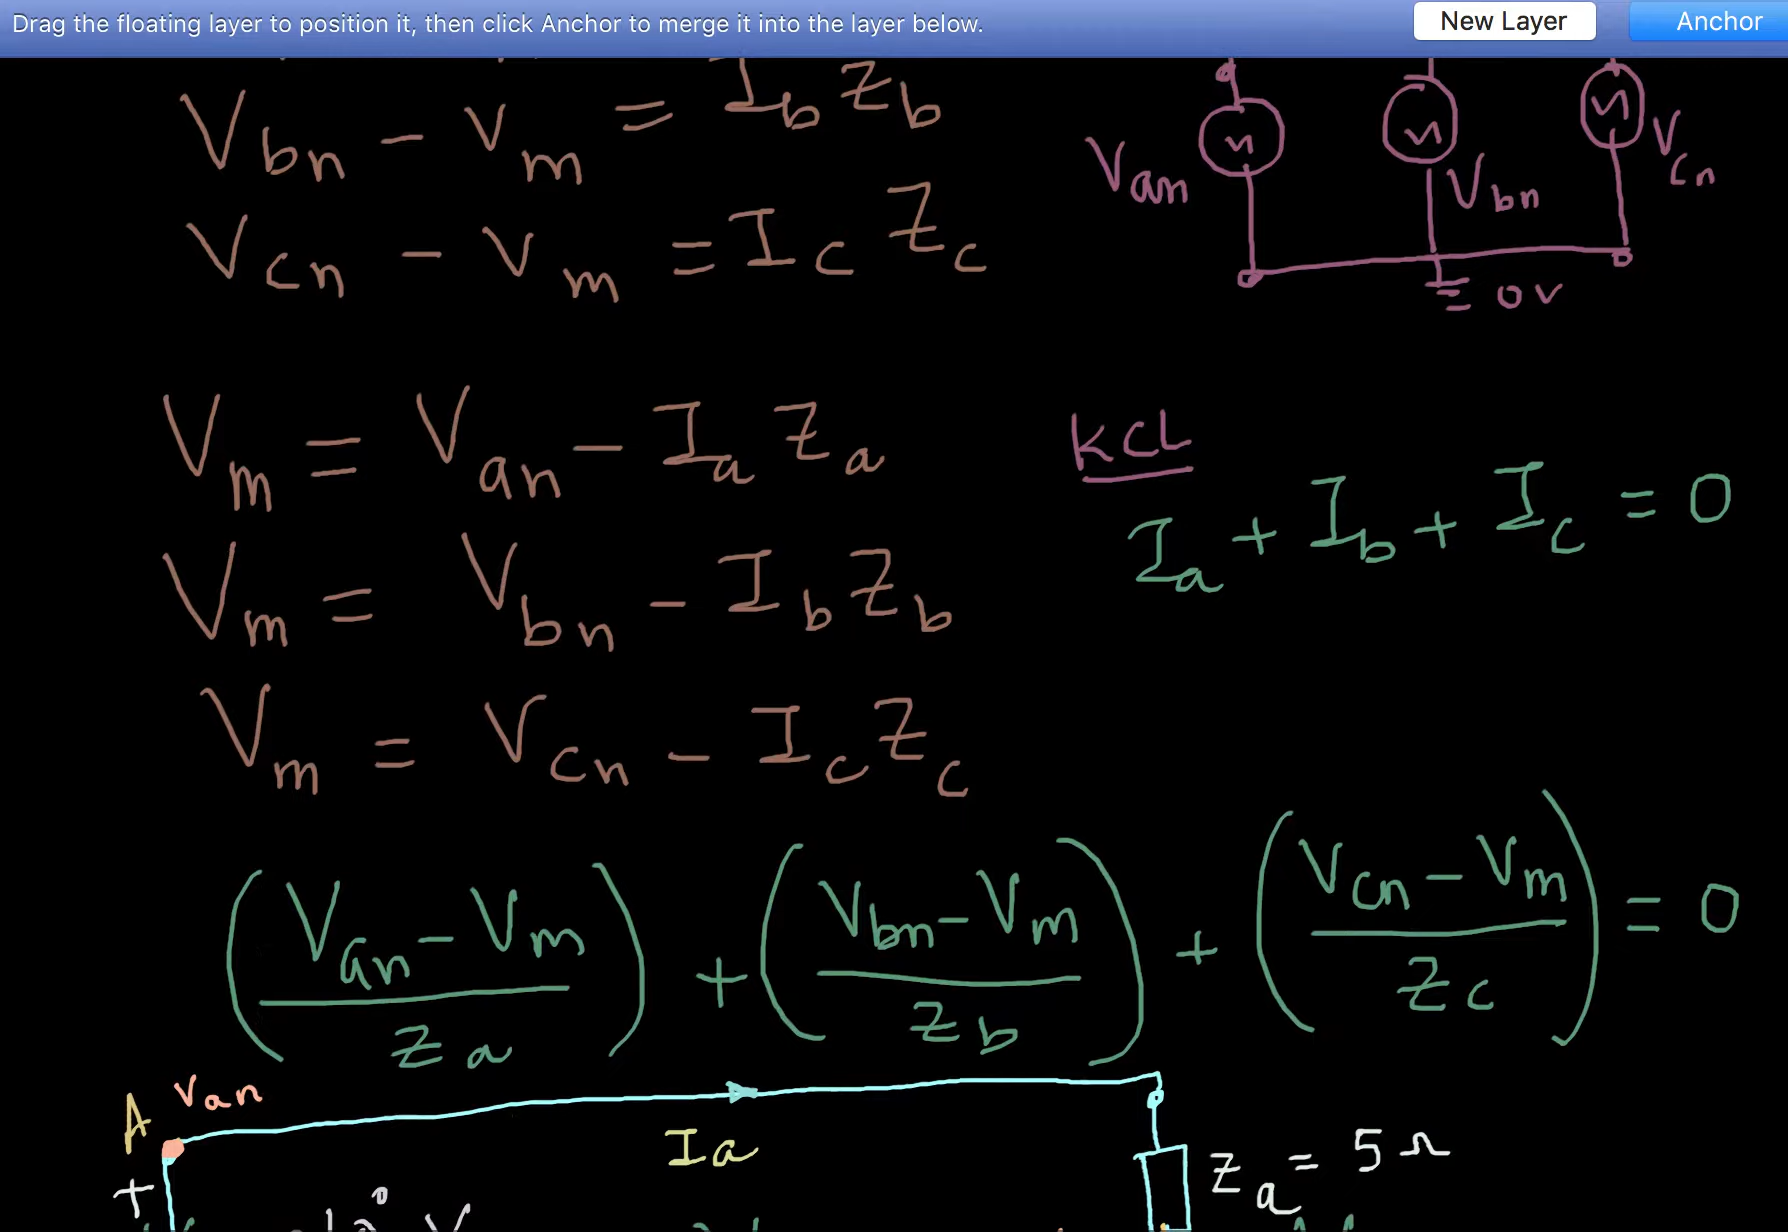 Drag the floating layer to position it, then click Anchor to merge it into the layer below.
New Layer
Anchor
Vbn - Vm = Ib Zb
Vcn - Vm = Ic Zc
Van
Vbn
Vcn
0V
Vm = Van - Ia Za
Vm = Vbn - Ib Zb
Vm = Vcn - Ic Zc
KCL
Ia + Ib + Ic = 0
(Van - Vm / Za) + (Vbn - Vm / Zb) + (Vcn - Vm / Zc) = 0
A Van
Ia
+
Za = 5 Ω